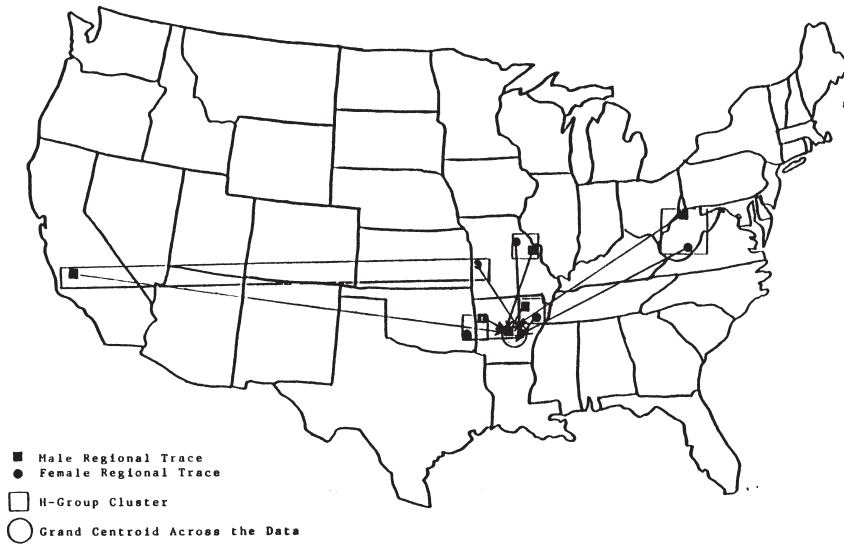 Male Regional Trace
Female Regional Trace
H-Group Cluster
Grand Centroid Across the Data